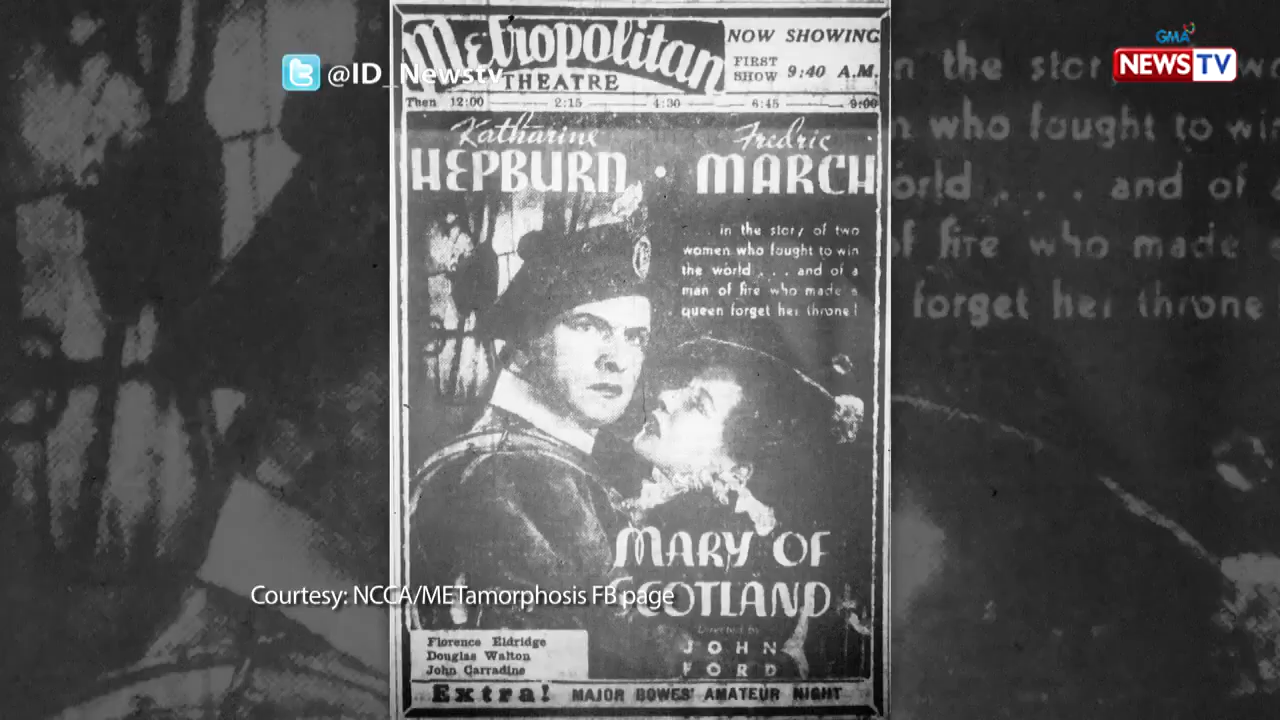 @ID_Newstv
GMA
NEWSTV
Metropolitan
THEATRE
NOW SHOWING
FIRST
SHOW 9:40 A.M.
Then 12:00 — 2:15 — 4:30 — 6:45 — 9:00
Katharine
HEPBURN · Fredric
MARCH
. . . in the story of two
women who fought to win
the world . . . and of a
man of fire who made a
queen forget her throne!
n the stor
n who fought to win
orld . . . and of a
of fire who made a
forget her throne!
MARY OF
SCOTLAND
Directed by
JOHN
FORD
Courtesy: NCCA/METamorphosis FB page
Florence Eldridge
Douglas Walton
John Carradine
Extra! MAJOR BOWES' AMATEUR NIGHT